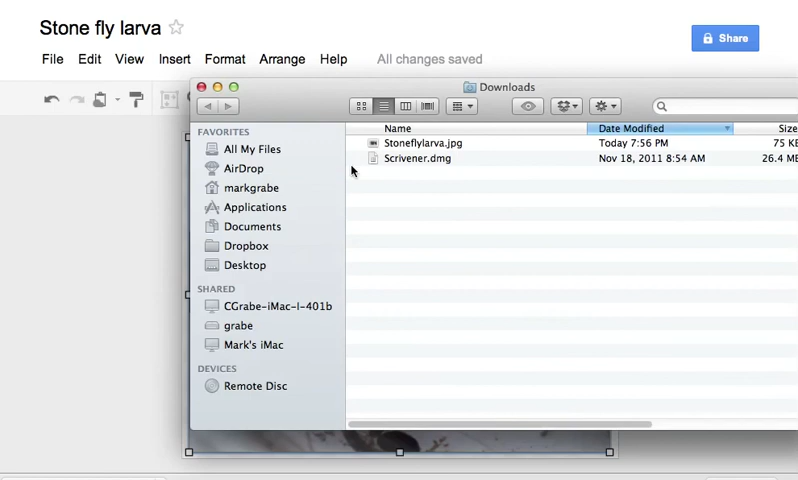 Stone fly larva
File Edit View Insert Format Arrange Help All changes saved
Share
Downloads
FAVORITES
All My Files
AirDrop
markgrabe
Applications
Documents
Dropbox
Desktop
SHARED
CGrabe-iMac-l-401b
grabe
Mark's iMac
DEVICES
Remote Disc
Name Date Modified Size
Stoneflylarva.jpg Today 7:56 PM 75 KB
Scrivener.dmg Nov 18, 2011 8:54 AM 26.4 MB